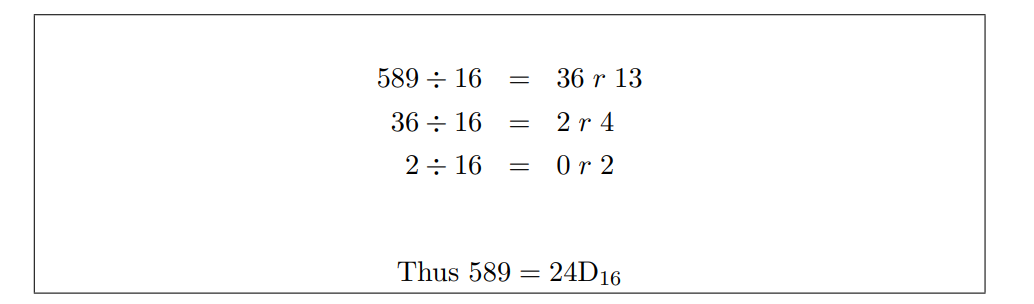 589 ÷ 16 = 36 r 13
36 ÷ 16 = 2 r 4
2 ÷ 16 = 0 r 2
Thus 589 = 24D₁₆